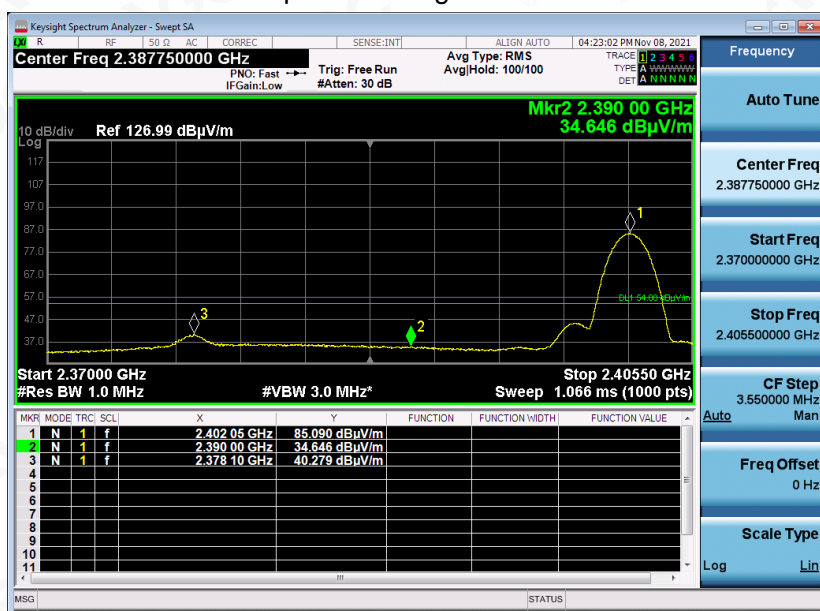 Keysight Spectrum Analyzer - Swept SA
LXI R RF 50 Ω AC CORREC SENSE:INT ALIGN AUTO 04:23:02 PM Nov 08, 2021
Center Freq 2.387750000 GHz
PNO: Fast
IFGain:Low
Trig: Free Run
#Atten: 30 dB
Avg Type: RMS
Avg|Hold: 100/100
TRACE 1 2 3 4 5 6
TYPE A WWWWW
DET A N N N N N
Frequency
Auto Tune
Center Freq
2.387750000 GHz
Start Freq
2.370000000 GHz
Stop Freq
2.405500000 GHz
CF Step
3.550000 MHz
Auto Man
Freq Offset
0 Hz
Scale Type
Log Lin
Mkr2 2.390 00 GHz
34.646 dBµV/m
10 dB/div Ref 126.99 dBµV/m
Log
117
107
97.0
87.0
77.0
67.0
57.0
47.0
37.0
1
2
3
DL1 54.00 dBµV/m
Start 2.37000 GHz Stop 2.40550 GHz
#Res BW 1.0 MHz #VBW 3.0 MHz* Sweep 1.066 ms (1000 pts)
MKR MODE TRC SCL X Y FUNCTION FUNCTION WIDTH FUNCTION VALUE
1 N 1 f 2.402 05 GHz 85.090 dBµV/m
2 N 1 f 2.390 00 GHz 34.646 dBµV/m
3 N 1 f 2.378 10 GHz 40.279 dBµV/m
4
5
6
7
8
9
10
11
MSG STATUS